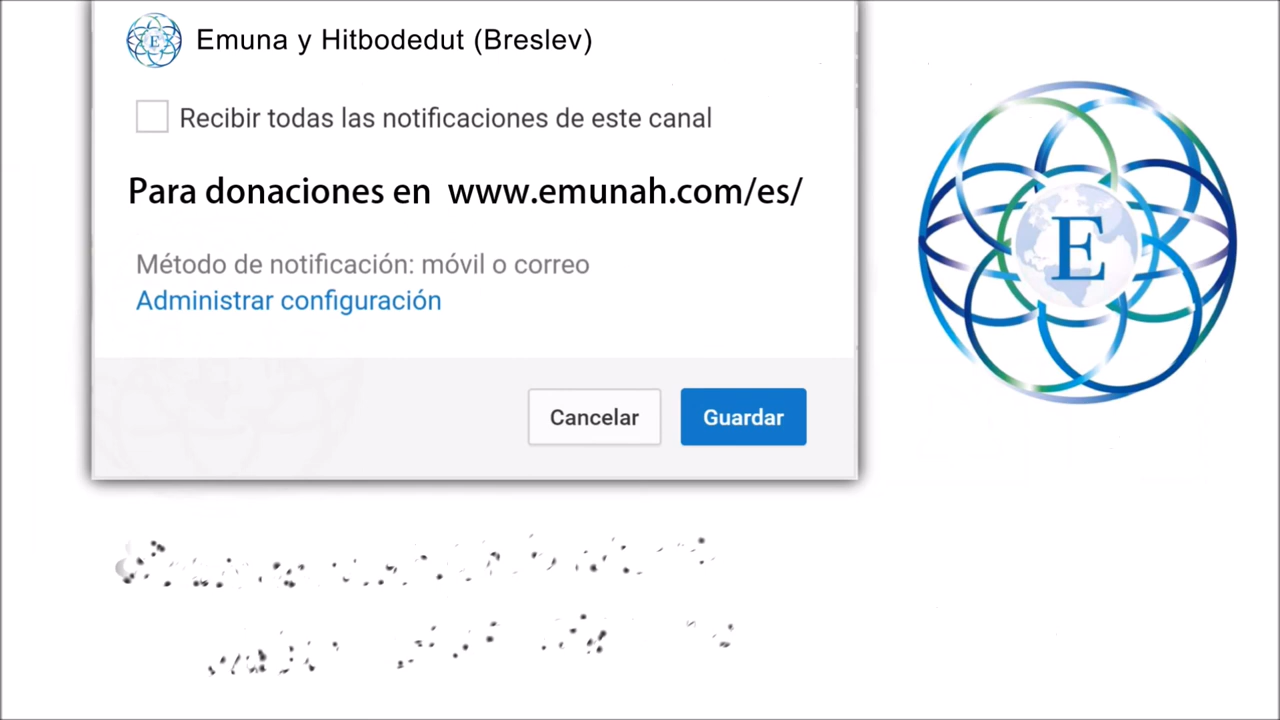 E
Emuna y Hitbodedut (Breslev)
Recibir todas las notificaciones de este canal
Para donaciones en www.emunah.com/es/
E
Método de notificación: móvil o correo
Administrar configuración
Cancelar
Guardar